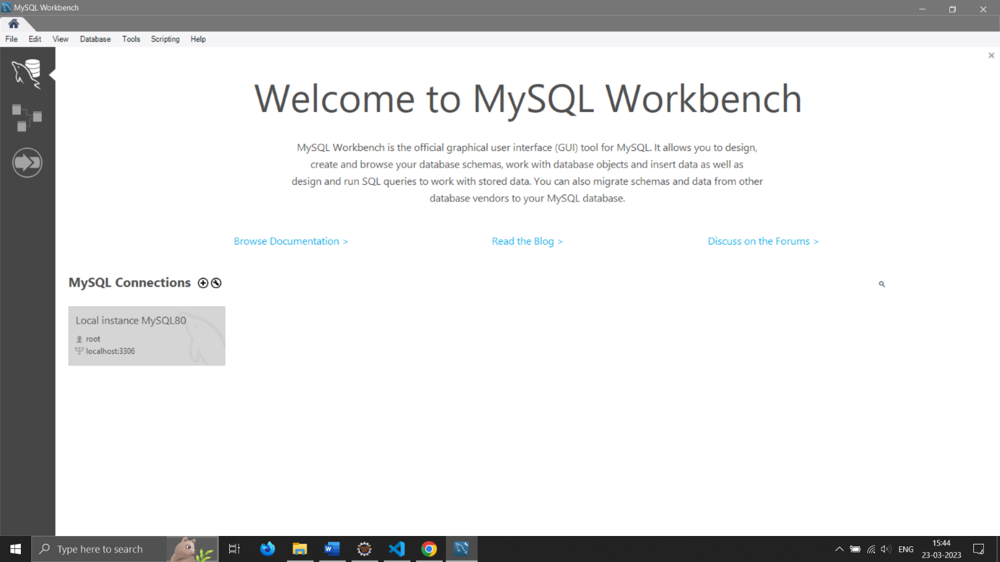 MySQL Workbench
File Edit View Database Tools Scripting Help
Welcome to MySQL Workbench
MySQL Workbench is the official graphical user interface (GUI) tool for MySQL. It allows you to design,
create and browse your database schemas, work with database objects and insert data as well as
design and run SQL queries to work with stored data. You can also migrate schemas and data from other
database vendors to your MySQL database.
Browse Documentation > Read the Blog > Discuss on the Forums >
MySQL Connections
Local instance MySQL80
root
localhost:3306
Type here to search
W
ENG
15:44
23-03-2023